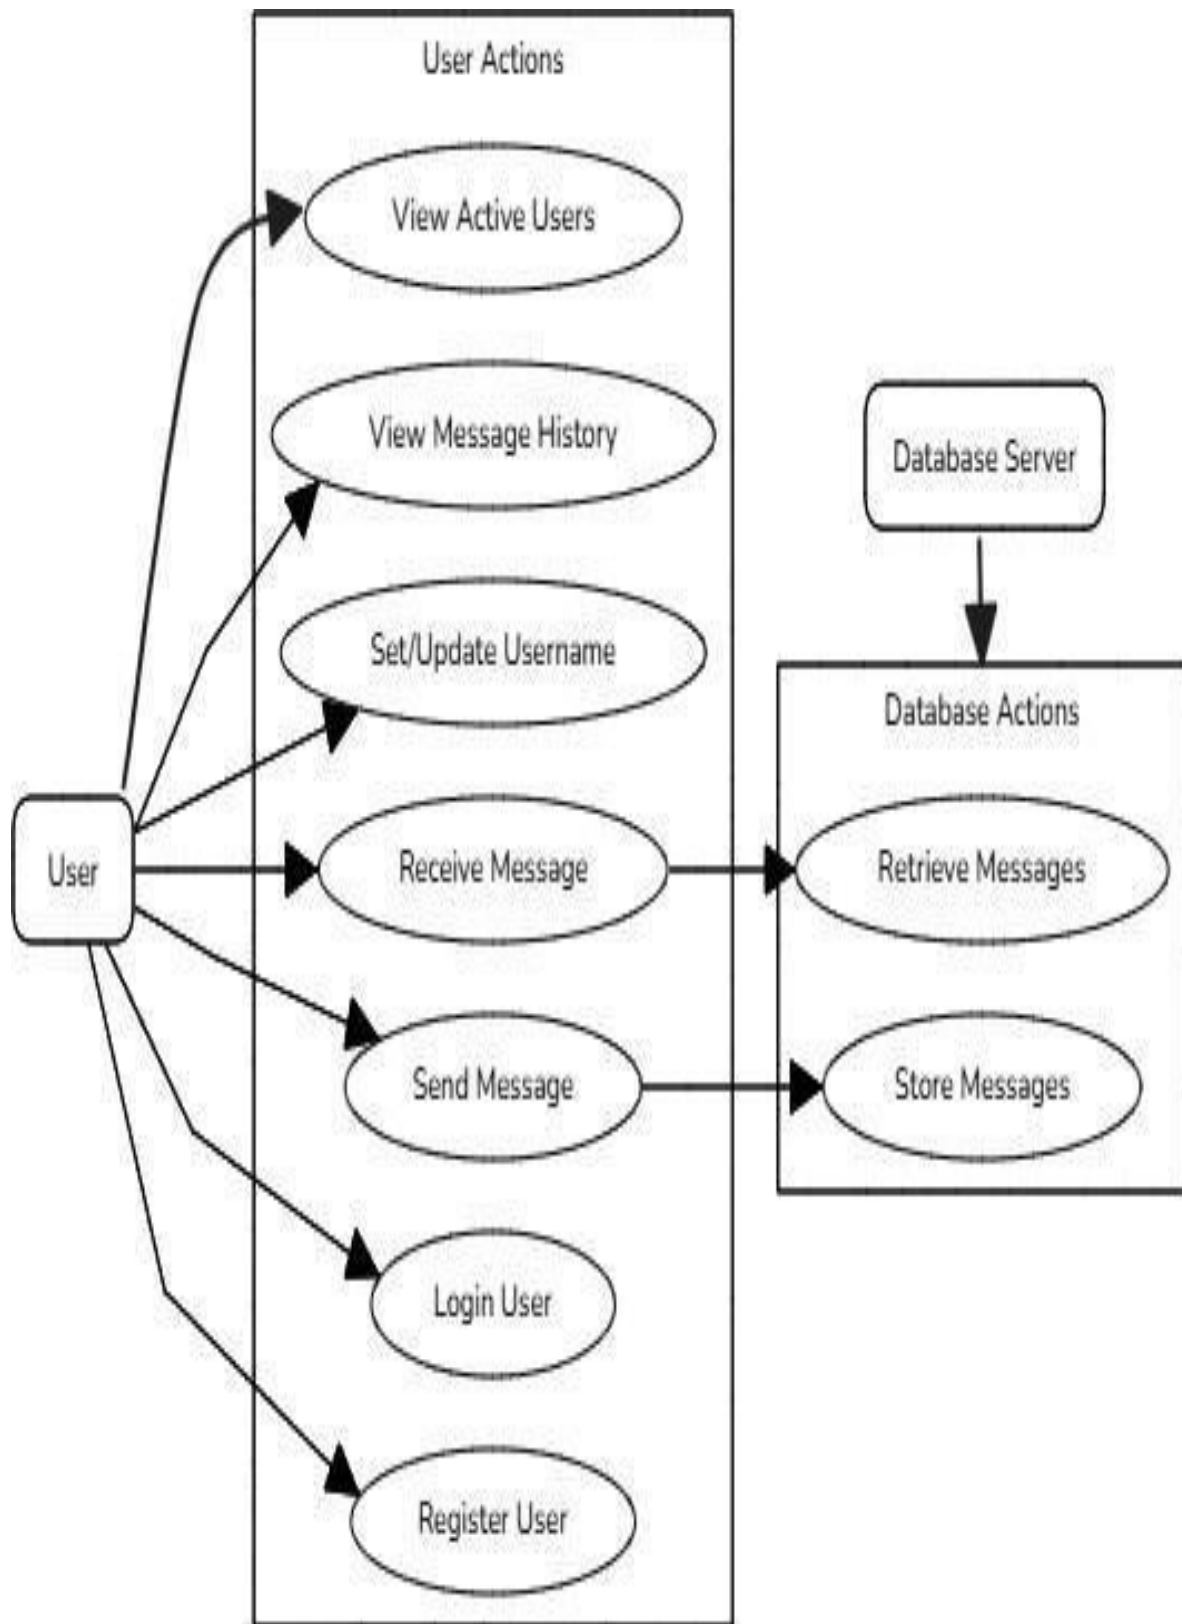 User Actions
View Active Users
View Message History
Database Server
Set/Update Username
Database Actions
User
Receive Message
Retrieve Messages
Send Message
Store Messages
Login User
Register User